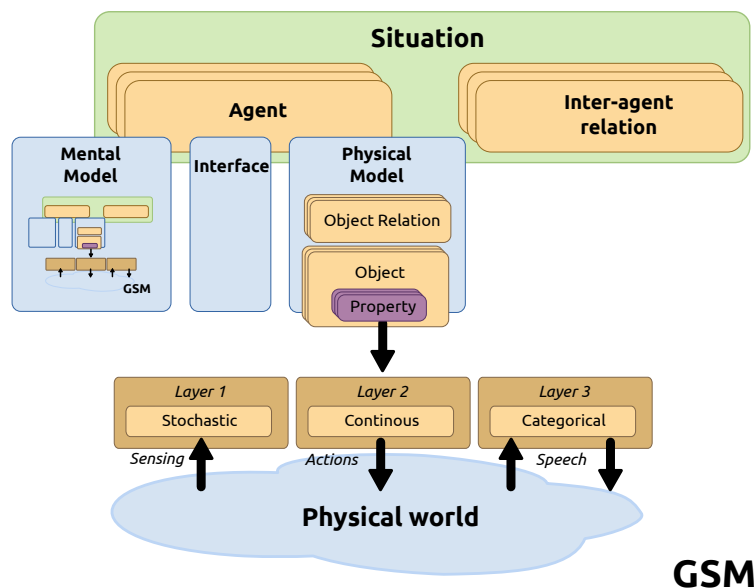 Situation
Agent
Inter-agent
relation
Mental
Model
Interface
Physical
Model
GSM
Object Relation
Object
Property
Layer 1
Layer 2
Layer 3
Stochastic
Continous
Categorical
Sensing
Actions
Speech
Physical world
GSM